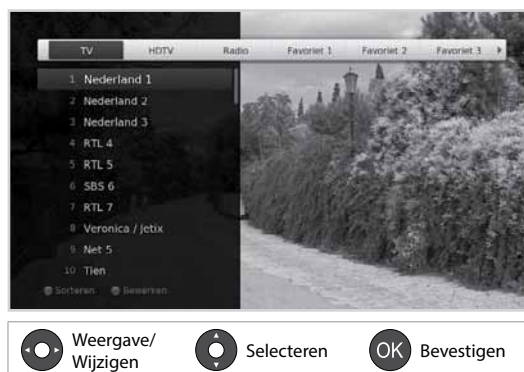 TV HDTV Radio Favoriet 1 Favoriet 2 Favoriet 3
1 Nederland 1
2 Nederland 2
3 Nederland 3
4 RTL 4
5 RTL 5
6 SBS 6
7 RTL 7
8 Veronica / Jetix
9 Net 5
10 Tien
Sorteren Bewerken
Weergave/
Wijzigen
Selecteren
OK Bevestigen